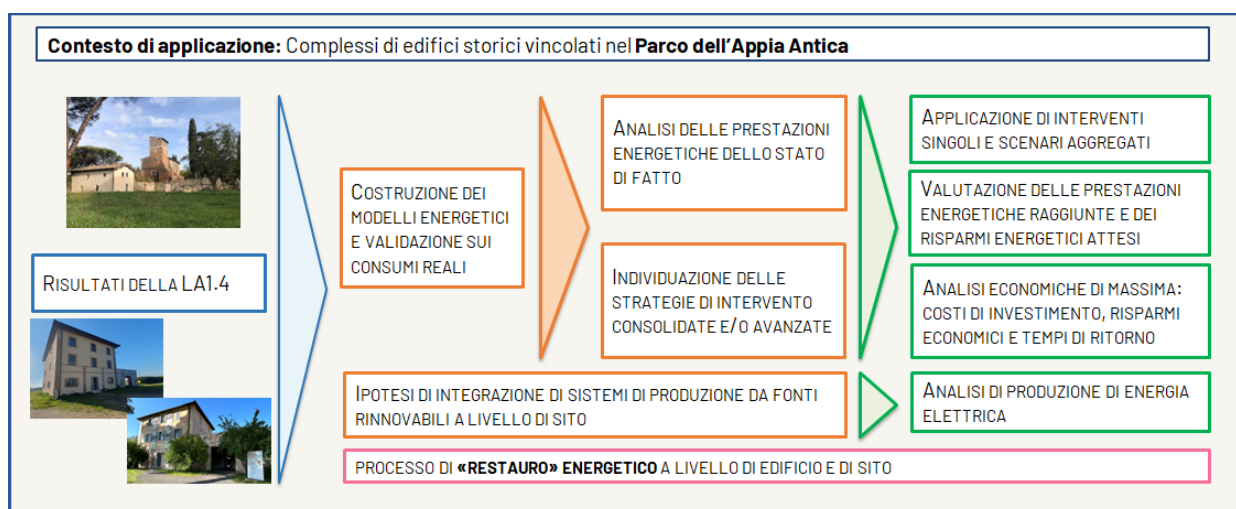 Contesto di applicazione: Complessi di edifici storici vincolati nel Parco dell'Appia Antica
RISULTATI DELLA LA1.4
COSTRUZIONE DEI
MODELLI ENERGETICI
E VALIDAZIONE SUI
CONSUMI REALI
ANALISI DELLE PRESTAZIONI
ENERGETICHE DELLO STATO
DI FATTO
INDIVIDUAZIONE DELLE
STRATEGIE DI INTERVENTO
CONSOLIDATE E/O AVANZATE
APPLICAZIONE DI INTERVENTI
SINGOLI E SCENARI AGGREGATI
VALUTAZIONE DELLE PRESTAZIONI
ENERGETICHE RAGGIUNTE E DEI
RISPARMI ENERGETICI ATTESI
ANALISI ECONOMICHE DI MASSIMA:
COSTI DI INVESTIMENTO, RISPARMI
ECONOMICI E TEMPI DI RITORNO
IPOTESI DI INTEGRAZIONE DI SISTEMI DI PRODUZIONE DA FONTI
RINNOVABILI A LIVELLO DI SITO
ANALISI DI PRODUZIONE DI ENERGIA
ELETTRICA
PROCESSO DI «RESTAURO» ENERGETICO A LIVELLO DI EDIFICIO E DI SITO